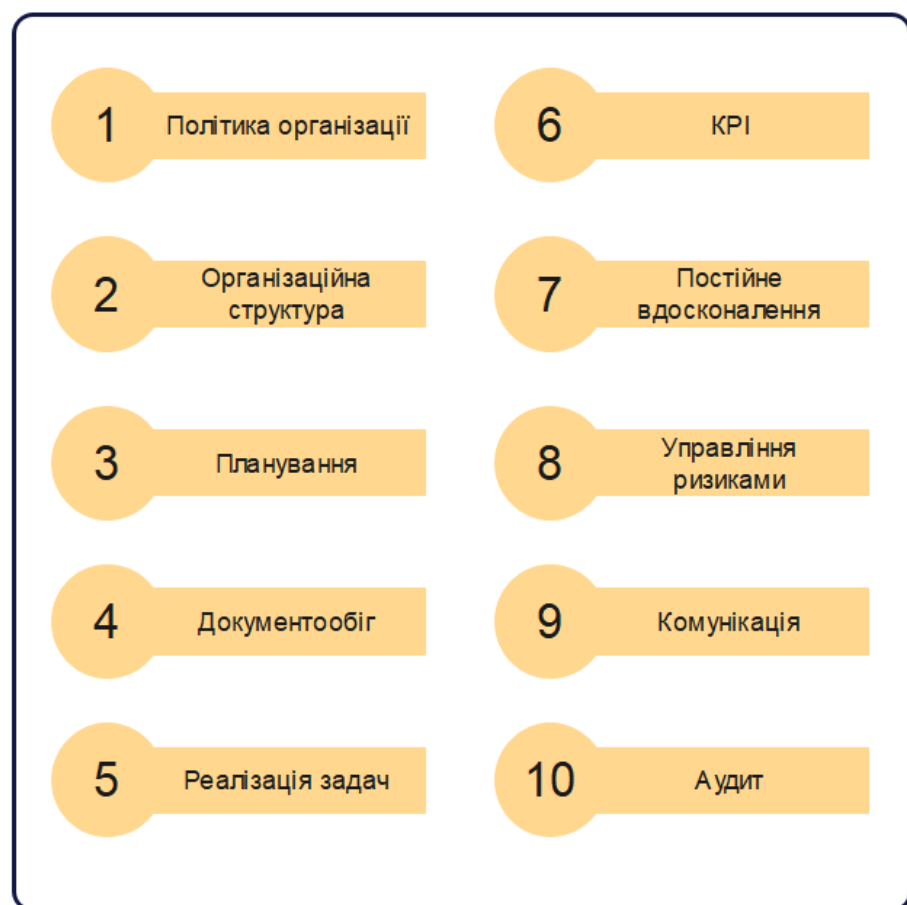 1
Політика організації
2
Організаційна
структура
3
Планування
4
Документообіг
5
Реалізація задач
6
КРІ
7
Постійне
вдосконалення
8
Управління
ризиками
9
Комунікація
10
Аудит